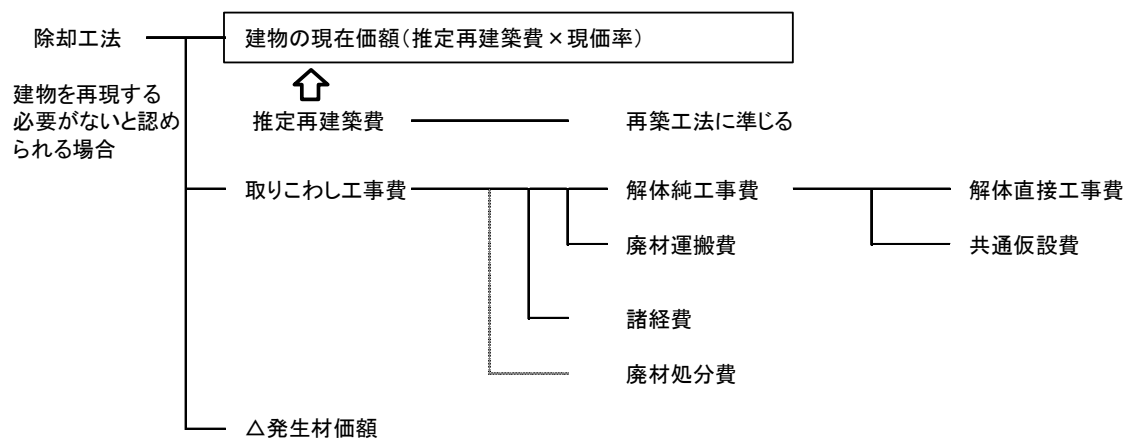 除却工法
建物の現在価額(推定再建築費×現価率)
建物を再現する
必要がないと認め
られる場合
推定再建築費
再築工法に準じる
取りこわし工事費
解体純工事費
解体直接工事費
廃材運搬費
共通仮設費
諸経費
廃材処分費
△発生材価額